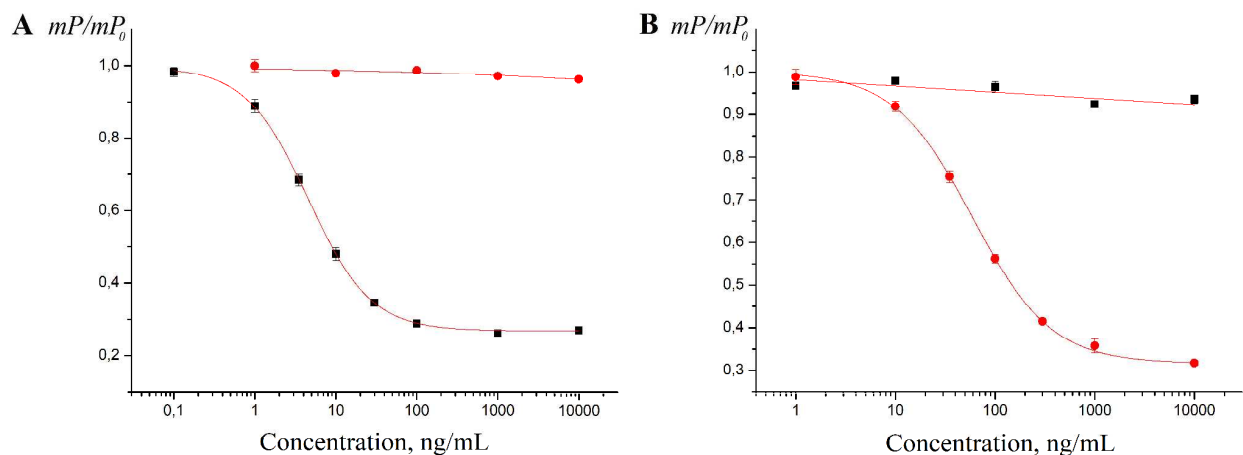 A mP/mP₀
1,0
0,8
0,6
0,4
0,2
0,1 1 10 100 1000 10000
Concentration, ng/mL
B mP/mP₀
1,0
0,9
0,8
0,7
0,6
0,5
0,4
0,3
1 10 100 1000 10000
Concentration, ng/mL